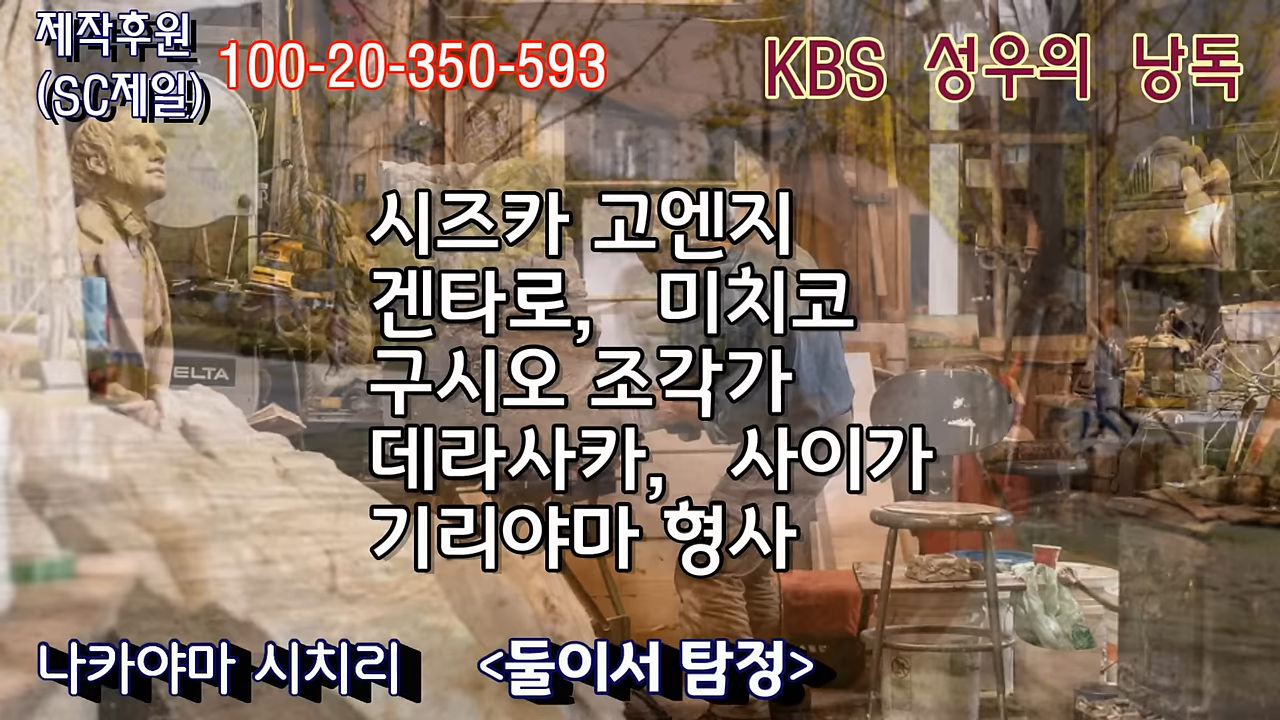 제작후원
(SC제일)
100-20-350-593
KBS 성우의 낭독
시즈카 고엔지
겐타로, 미치코
구시오 조각가
데라사카, 사이가
기리야마 형사
ELTA
나카야마 시치리 <둘이서 탐정>